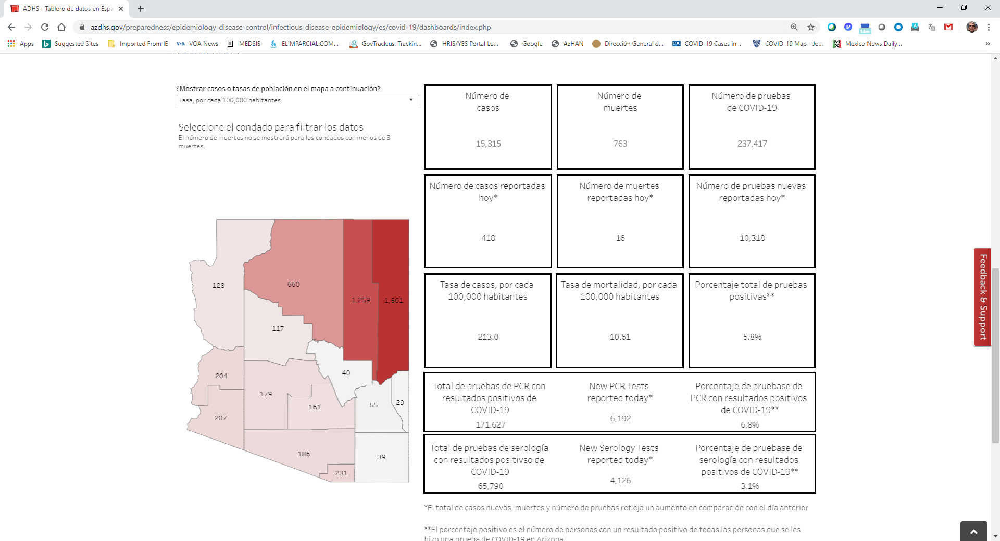 ADHS - Tablero de datos en Espa
azdhs.gov/preparedness/epidemiology-disease-control/infectious-disease-epidemiology/es/covid-19/dashboards/index.php
14m
Apps
Suggested Sites
Imported From IE
VOA
VOA News
MEDSIS
ELIMPARCIAL.COM...
GovTrack.us: Trackin...
HRIS/YES Portal Lo...
Google
AzHAN
Dirección General d...
CDC
COVID-19 Cases in...
COVID-19 Map - Jo...
Mexico News Daily...
¿Mostrar casos o tasas de población en el mapa a continuación?
Tasa, por cada 100,000 habitantes
Seleccione el condado para filtrar los datos
El número de muertes no se mostrará para los condados con menos de 3
muertes.
128
660
1,259
1,561
117
204
40
179
161
55
29
207
186
39
231
Número de
casos
15,315
Número de
muertes
763
Número de pruebas
de COVID-19
237,417
Número de casos reportadas
hoy*
418
Número de muertes
reportadas hoy*
16
Número de pruebas nuevas
reportadas hoy*
10,318
Tasa de casos, por cada
100,000 habitantes
213.0
Tasa de mortalidad, por cada
100,000 habitantes
10.61
Porcentaje total de pruebas
positivas**
5.8%
Total de pruebas de PCR con
resultados positivos de
COVID-19
171,627
New PCR Tests
reported today*
6,192
Porcentaje de pruebase de
PCR con resultados positivos
de COVID-19**
6.8%
Total de pruebas de serología
con resultados positivso de
COVID-19
65,790
New Serology Tests
reported today*
4,126
Porcentaje de pruebase de
serología con resultados
positivos de COVID-19**
3.1%
*El total de casos nuevos, muertes y número de pruebas refleja un aumento en comparación con el día anterior
**El porcentaje positivo es el número de personas con un resultado positivo de todas las personas que se les
hizo una prueba de COVID-19 en Arizona
Feedback & Support